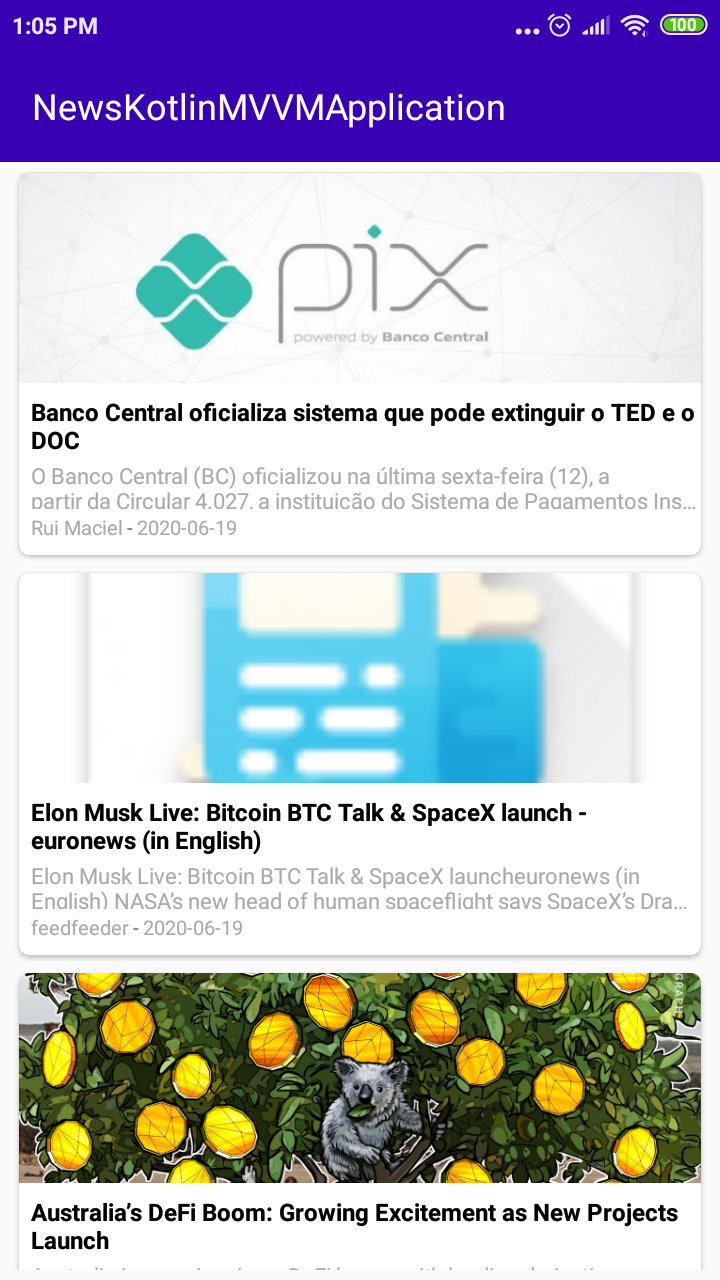 1:05 PM
100
NewsKotlinMVVMApplication
pix
powered by Banco Central
Banco Central oficializa sistema que pode extinguir o TED e o
DOC
O Banco Central (BC) oficializou na última sexta-feira (12), a
partir da Circular 4.027, a instituição do Sistema de Pagamentos Ins...
Rui Maciel - 2020-06-19
Elon Musk Live: Bitcoin BTC Talk & SpaceX launch -
euronews (in English)
Elon Musk Live: Bitcoin BTC Talk & SpaceX launcheuronews (in
English) NASA's new head of human spaceflight says SpaceX's Dra...
feedfeeder - 2020-06-19
Australia's DeFi Boom: Growing Excitement as New Projects
Launch